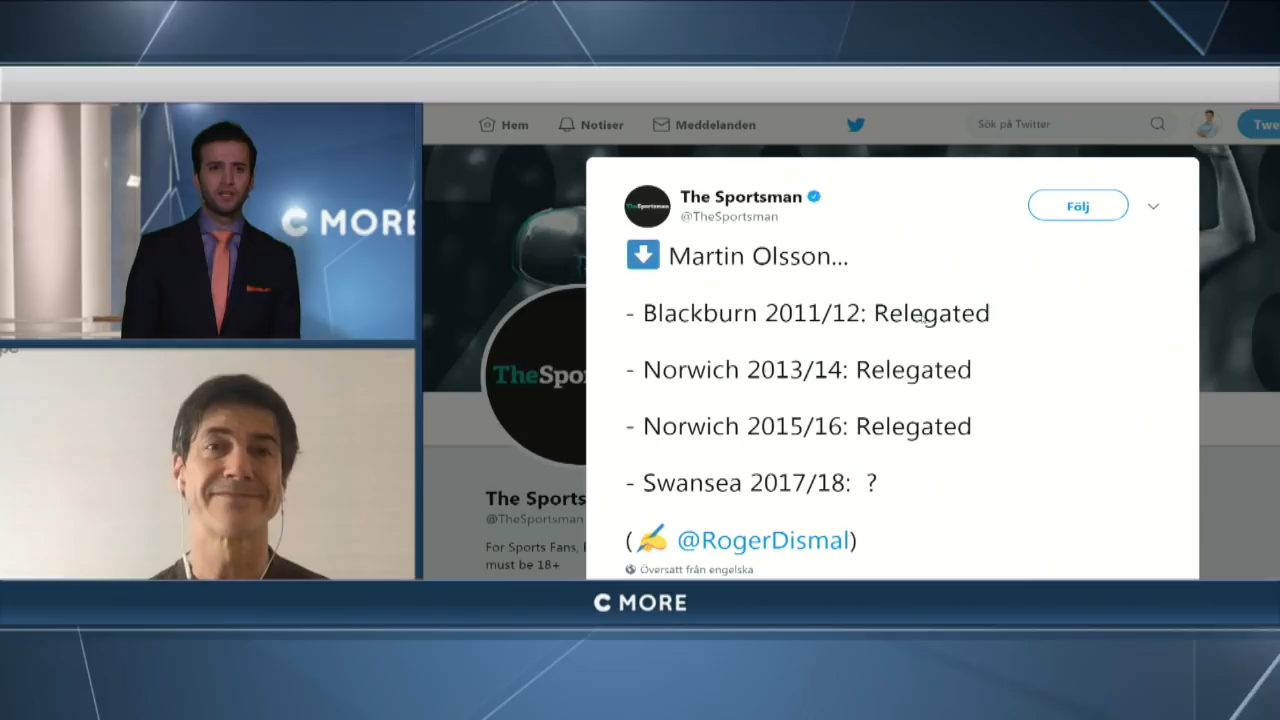 Hem Notiser Meddelanden Sök på Twitter Twe
C MORE
The Sportsman
@TheSportsman
Följ
Martin Olsson...
- Blackburn 2011/12: Relegated
- Norwich 2013/14: Relegated
- Norwich 2015/16: Relegated
- Swansea 2017/18: ?
(✍ @RogerDismal)
Översatt från engelska
TheSportsman
TheSpor
The Sports
@TheSportsman
For Sports Fans,
must be 18+
C MORE